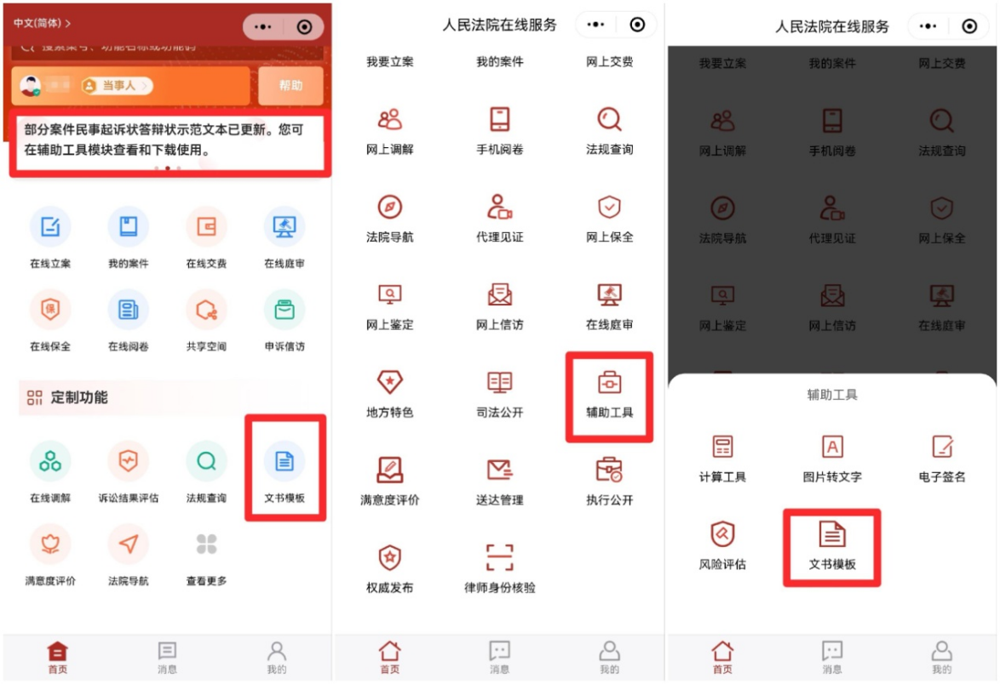 中文(简体) >
搜索案号、功能名称或功能码
当事人 >
帮助
部分案件民事起诉状答辩状示范文本已更新。您可
在辅助工具模块查看和下载使用。
在线立案 我的案件 在线交费 在线庭审
保
在线保全 在线阅卷 共享空间 申诉信访
定制功能
在线调解 诉讼结果评估 法规查询 文书模板
满意度评价 法院导航 查看更多
首页 消息 我的
人民法院在线服务
我要立案 我的案件 网上交费
网上调解 手机阅卷 法规查询
法院导航 代理见证 网上保全
网上鉴定 网上信访 在线庭审
地方特色 司法公开 辅助工具
满意度评价 送达管理 执行公开
权威发布 律师身份核验
首页 消息 我的
人民法院在线服务
我要立案 我的案件 网上交费
网上调解 手机阅卷 法规查询
法院导航 代理见证 网上保全
网上鉴定 网上信访 在线庭审
辅助工具
A
计算工具 图片转文字 电子签名
风险评估 文书模板
首页 消息 我的